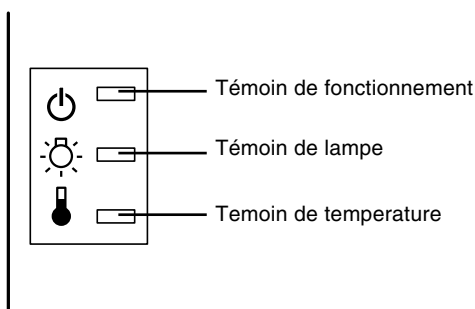 Témoin de fonctionnement
Témoin de lampe
Temoin de temperature